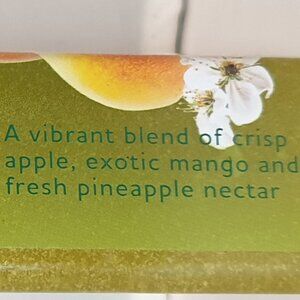 A vibrant blend of crisp
apple, exotic mango and
fresh pineapple nectar